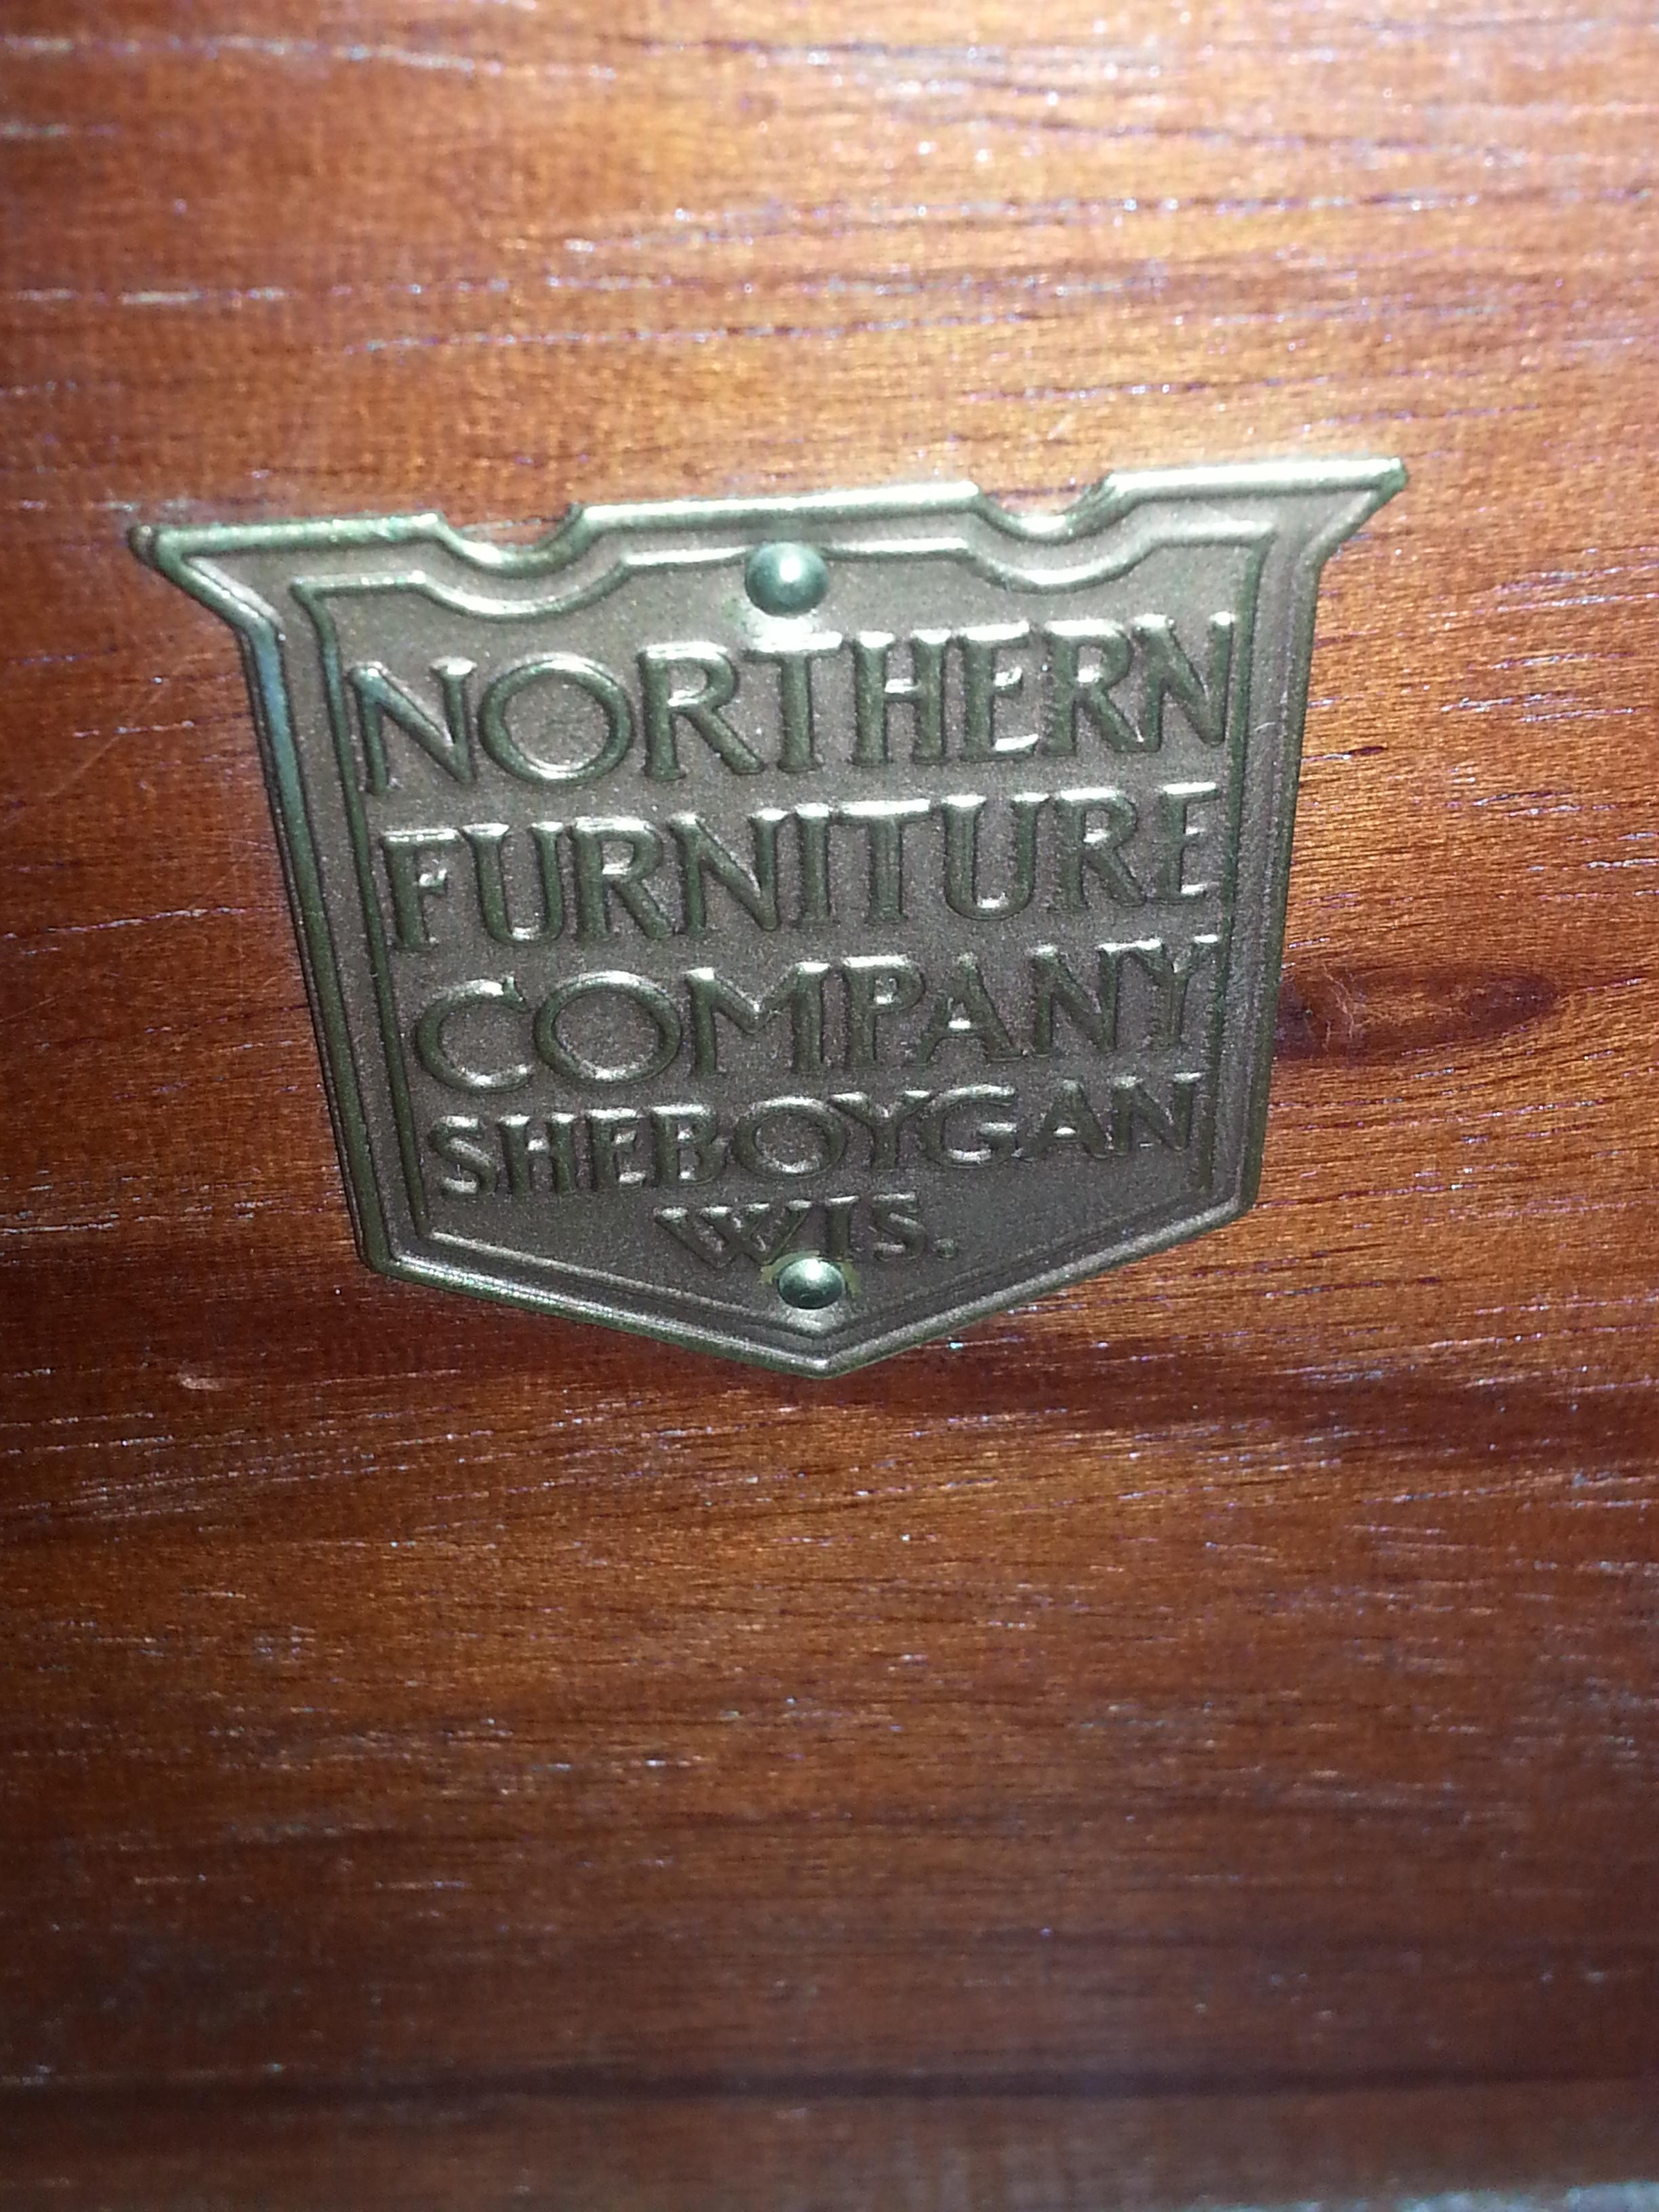 NORTHERN
FURNITURE
COMPANY
SHEBOYGAN
WIS.